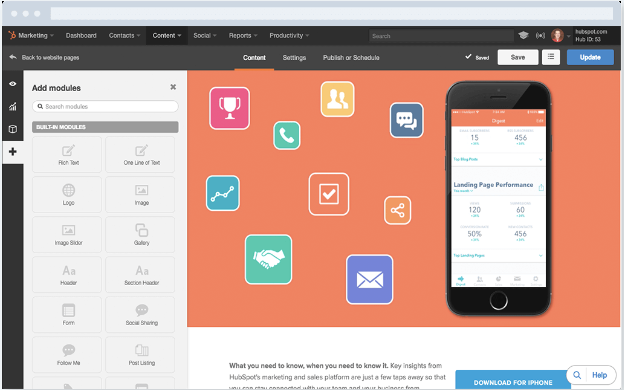 Marketing
Dashboard
Contacts
Content
Social
Reports
Productivity
Search
hubspot.com
Hub ID: 53
Back to website pages
Content
Settings
Publish or Schedule
Saved
Save
Update
Add modules
Search modules
BUILT-IN MODULES
Rich Text
One Line of Text
Logo
Image
Image Slider
Gallery
Aa
Header
Aa
Section Header
Form
Social Sharing
Follow Me
Post Listing
Digest
Edit
15
456
Top Blog Posts
Landing Page Performance
120
60
50%
456
Top Landing Pages
What you need to know, when you need to know it. Key insights from
HubSpot's marketing and sales platform are just a few taps away so that
you can stay connected with your team and your business from
DOWNLOAD FOR IPHONE
Help